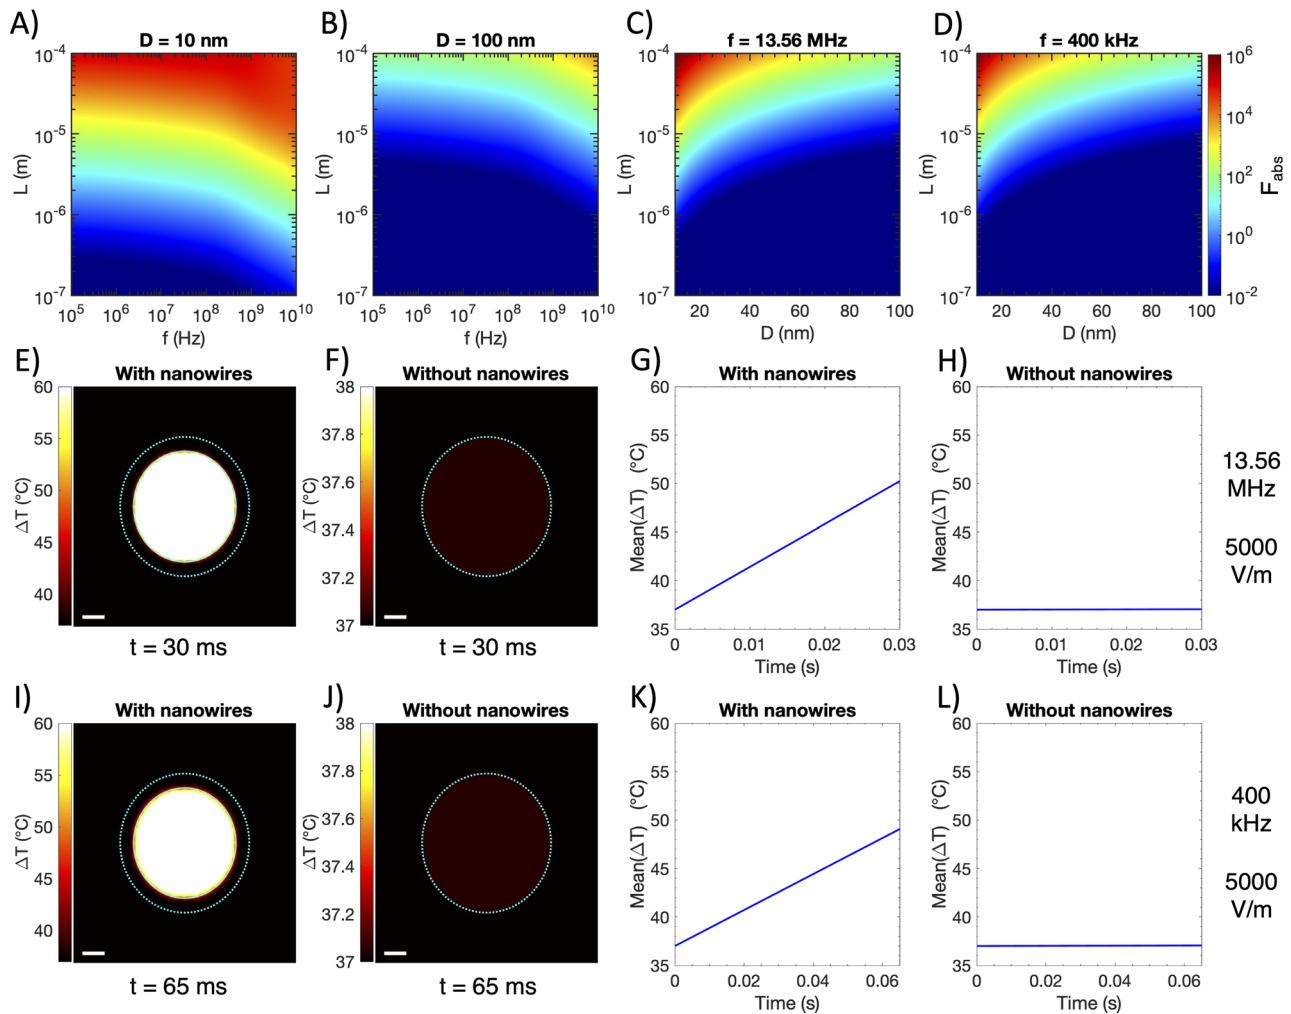 A) B) C) D)
D = 10 nm D = 100 nm f = 13.56 MHz f = 400 kHz
L (m) 10^-4 10^-5 10^-6 10^-7
10^5 10^6 10^7 10^8 10^9 10^10
f (Hz)
L (m) 10^-4 10^-5 10^-6 10^-7
10^5 10^6 10^7 10^8 10^9 10^10
f (Hz)
L (m) 10^-4 10^-5 10^-6 10^-7
20 40 60 80 100
D (nm)
L (m) 10^-4 10^-5 10^-6 10^-7
20 40 60 80 100
D (nm)
10^6 10^4 10^2 10^0 10^-2
F_abs
E) F) G) H)
With nanowires Without nanowires With nanowires Without nanowires
ΔT (°C) 60 55 50 45 40
t = 30 ms
ΔT (°C) 38 37.8 37.6 37.4 37.2 37
t = 30 ms
Mean(ΔT) (°C) 60 55 50 45 40 35
0 0.01 0.02 0.03
Time (s)
Mean(ΔT) (°C) 60 55 50 45 40 35
0 0.01 0.02 0.03
Time (s)
13.56
MHz
5000
V/m
I) J) K) L)
With nanowires Without nanowires With nanowires Without nanowires
ΔT (°C) 60 55 50 45 40
t = 65 ms
ΔT (°C) 38 37.8 37.6 37.4 37.2 37
t = 65 ms
Mean(ΔT) (°C) 60 55 50 45 40 35
0 0.02 0.04 0.06
Time (s)
Mean(ΔT) (°C) 60 55 50 45 40 35
0 0.02 0.04 0.06
Time (s)
400
kHz
5000
V/m